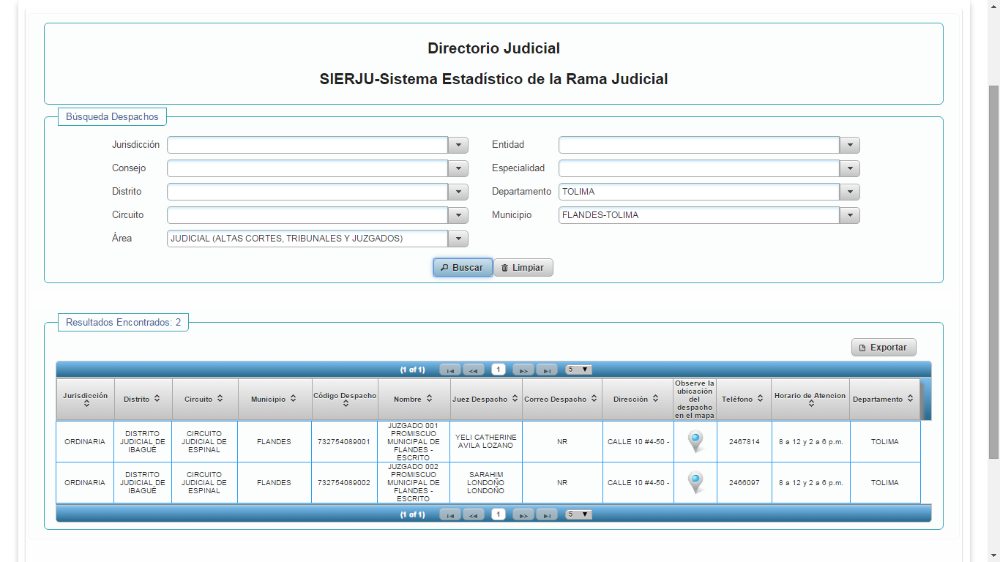 Directorio Judicial
SIERJU-Sistema Estadístico de la Rama Judicial
Búsqueda Despachos
Jurisdicción
Entidad
Consejo
Especialidad
Distrito
Departamento TOLIMA
Circuito
Municipio FLANDES-TOLIMA
Área JUDICIAL (ALTAS CORTES, TRIBUNALES Y JUZGADOS)
Buscar Limpiar
Resultados Encontrados: 2
Exportar
(1 of 1) 1 5
Jurisdicción
Distrito
Circuito
Municipio
Código Despacho
Nombre
Juez Despacho
Correo Despacho
Dirección
Observe la
ubicación
del
despacho
en el mapa
Teléfono
Horario de Atencion
Departamento
ORDINARIA
DISTRITO
JUDICIAL DE
IBAGUÉ
CIRCUITO
JUDICIAL DE
ESPINAL
FLANDES
732754089001
JUZGADO 001
PROMISCUO
MUNICIPAL DE
FLANDES -
ESCRITO
YELI CATHERINE
AVILA LOZANO
NR
CALLE 10 #4-50 -
2467814
8 a 12 y 2 a 6 p.m.
TOLIMA
ORDINARIA
DISTRITO
JUDICIAL DE
IBAGUÉ
CIRCUITO
JUDICIAL DE
ESPINAL
FLANDES
732754089002
JUZGADO 002
PROMISCUO
MUNICIPAL DE
FLANDES -
ESCRITO
SARAHIM
LONDOÑO
LONDOÑO
NR
CALLE 10 #4-50 -
2466097
8 a 12 y 2 a 6 p.m.
TOLIMA
(1 of 1) 1 5